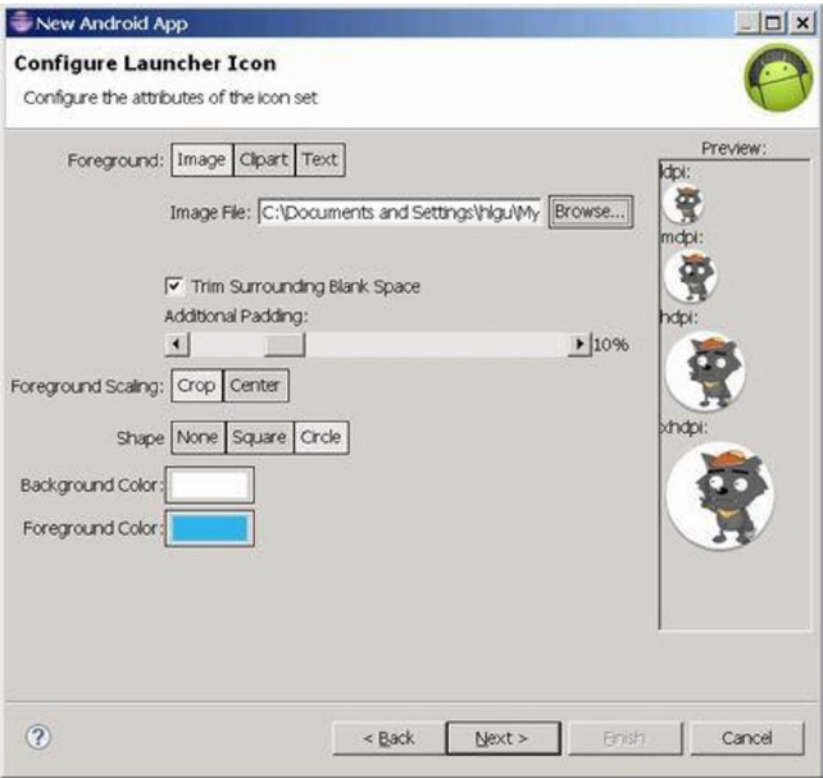 New Android App
Configure Launcher Icon
Configure the attributes of the icon set
Foreground: Image Clipart Text
Image File: C:\Documents and Settings\hlgu\My Browse...
Trim Surrounding Blank Space
Additional Padding:
10%
Foreground Scaling: Crop Center
Shape None Square Circle
Background Color:
Foreground Color:
Preview:
ldpi:
mdpi:
hdpi:
xhdpi:
< Back Next > Finish Cancel